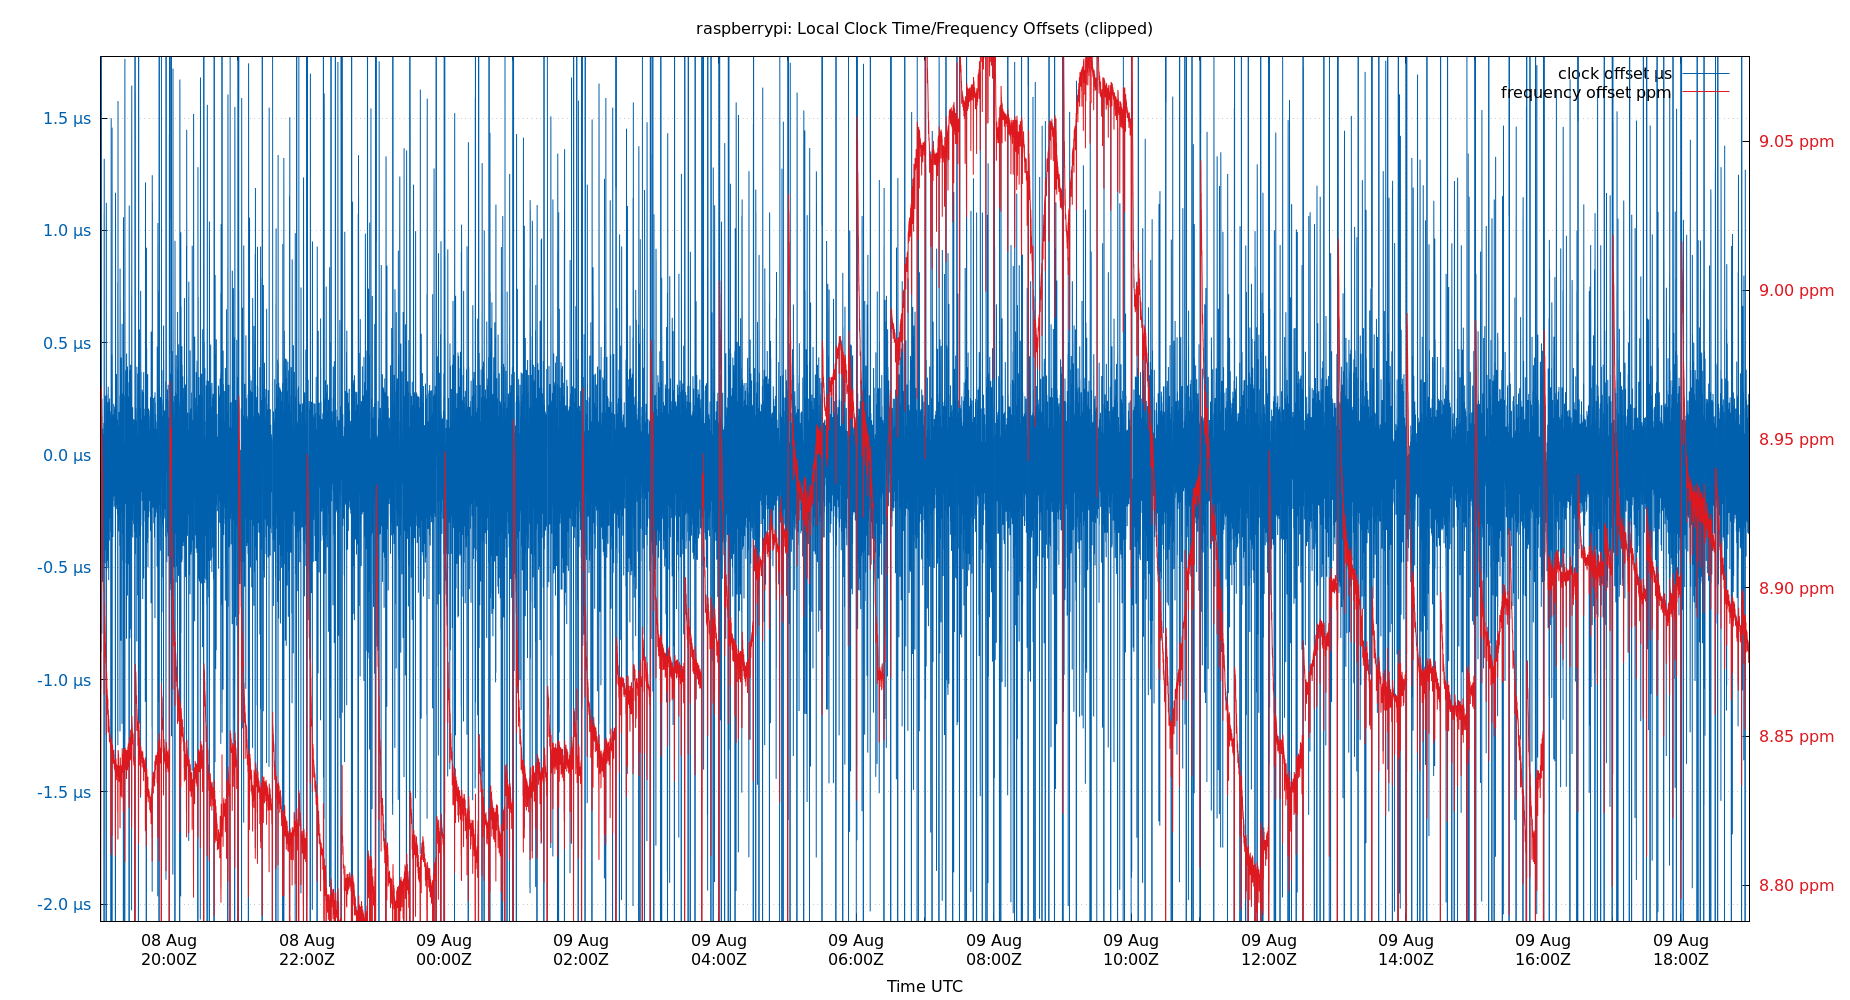 raspberrypi: Local Clock Time/Frequency Offsets (clipped)
clock offset µs
frequency offset ppm
1.5 µs
1.0 µs
0.5 µs
0.0 µs
-0.5 µs
-1.0 µs
-1.5 µs
-2.0 µs
9.05 ppm
9.00 ppm
8.95 ppm
8.90 ppm
8.85 ppm
8.80 ppm
08 Aug 08 Aug 09 Aug 09 Aug 09 Aug 09 Aug 09 Aug 09 Aug 09 Aug 09 Aug 09 Aug 09 Aug
20:00Z 22:00Z 00:00Z 02:00Z 04:00Z 06:00Z 08:00Z 10:00Z 12:00Z 14:00Z 16:00Z 18:00Z
Time UTC